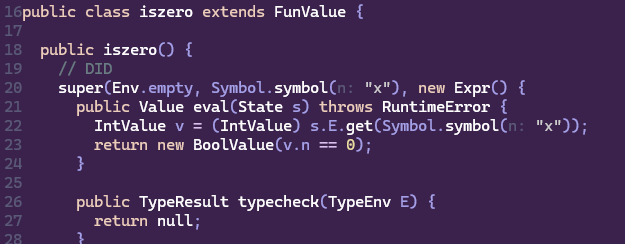 16 public class iszero extends FunValue {
17
18   public iszero() {
19     // DID
20     super(Env.empty, Symbol.symbol(n: "x"), new Expr() {
21       public Value eval(State s) throws RuntimeError {
22         IntValue v = (IntValue) s.E.get(Symbol.symbol(n: "x"));
23         return new BoolValue(v.n == 0);
24       }
25
26       public TypeResult typecheck(TypeEnv E) {
27         return null;
28       }